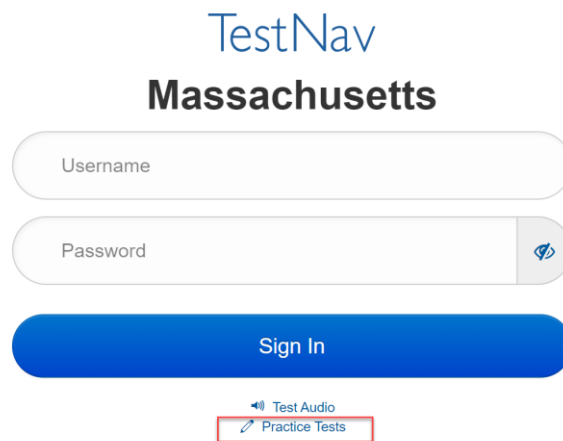 TestNav
Massachusetts
Username
Password
Sign In
Test Audio
Practice Tests